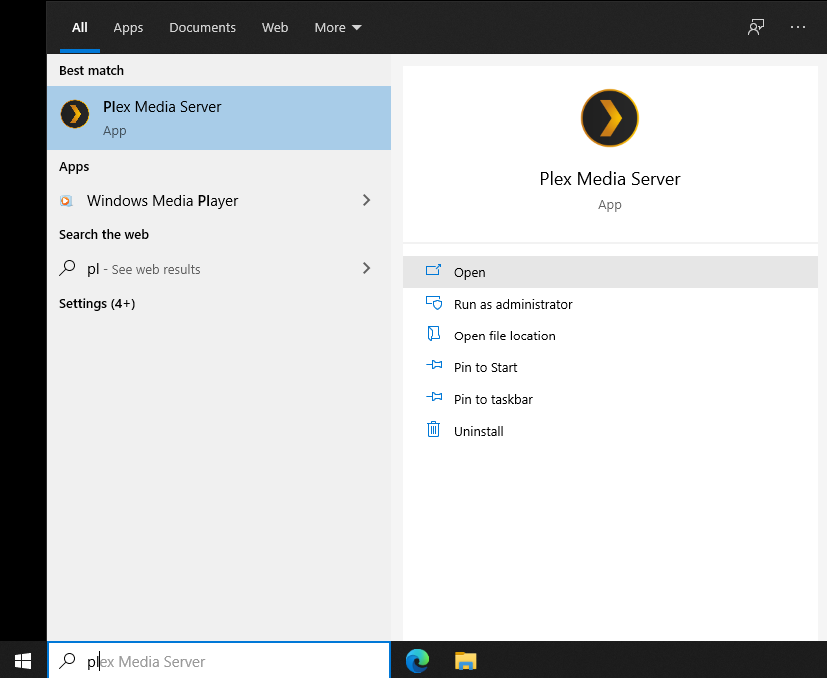 All Apps Documents Web More
Best match
Plex Media Server
App
Apps
Windows Media Player
Search the web
pl - See web results
Settings (4+)
Plex Media Server
App
Open
Run as administrator
Open file location
Pin to Start
Pin to taskbar
Uninstall
plex Media Server